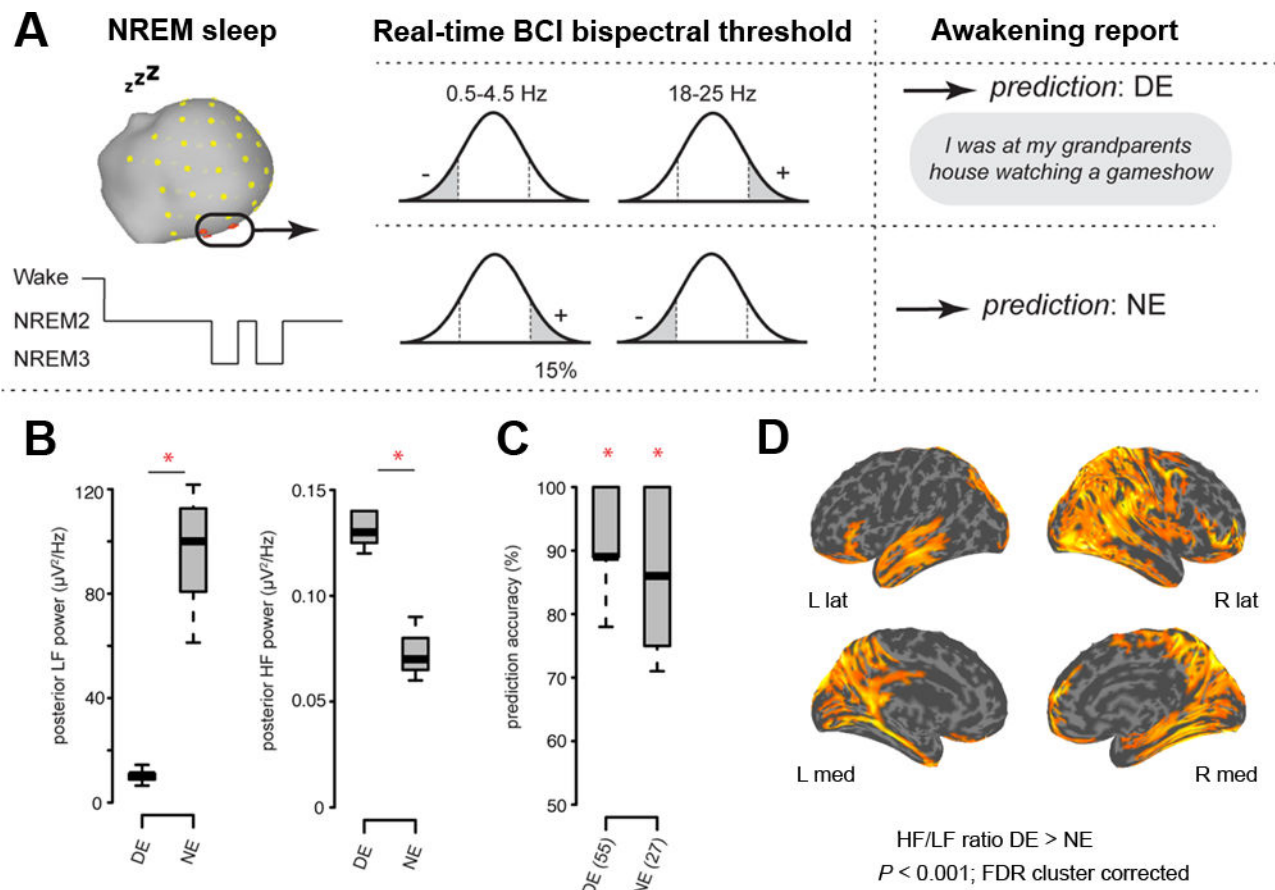 A
NREM sleep
Real-time BCI bispectral threshold
Awakening report
zzZ
0.5-4.5 Hz
18-25 Hz
prediction: DE
I was at my grandparents
house watching a gameshow
-
+
Wake
NREM2
NREM3
+
-
15%
prediction: NE
B
posterior LF power (µV²/Hz)
120
80
40
0
*
DE
NE
posterior HF power (µV²/Hz)
0.15
0.10
0.05
0
*
DE
NE
C
prediction accuracy (%)
100
90
80
70
60
50
*
*
DE (55)
NE (27)
D
L lat
R lat
L med
R med
HF/LF ratio DE > NE
P < 0.001; FDR cluster corrected